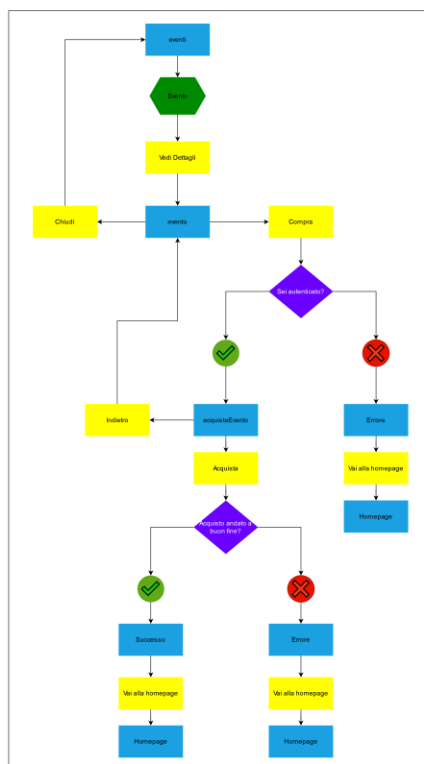 eventi
Evento
Vedi Dettagli
Chiudi
evento
Compra
Sei autenticato?
Indietro
acquistaEvento
Errore
Acquista
Vai alla homepage
Acquisto andato a
buon fine?
Homepage
Successo
Errore
Vai alla homepage
Vai alla homepage
Homepage
Homepage